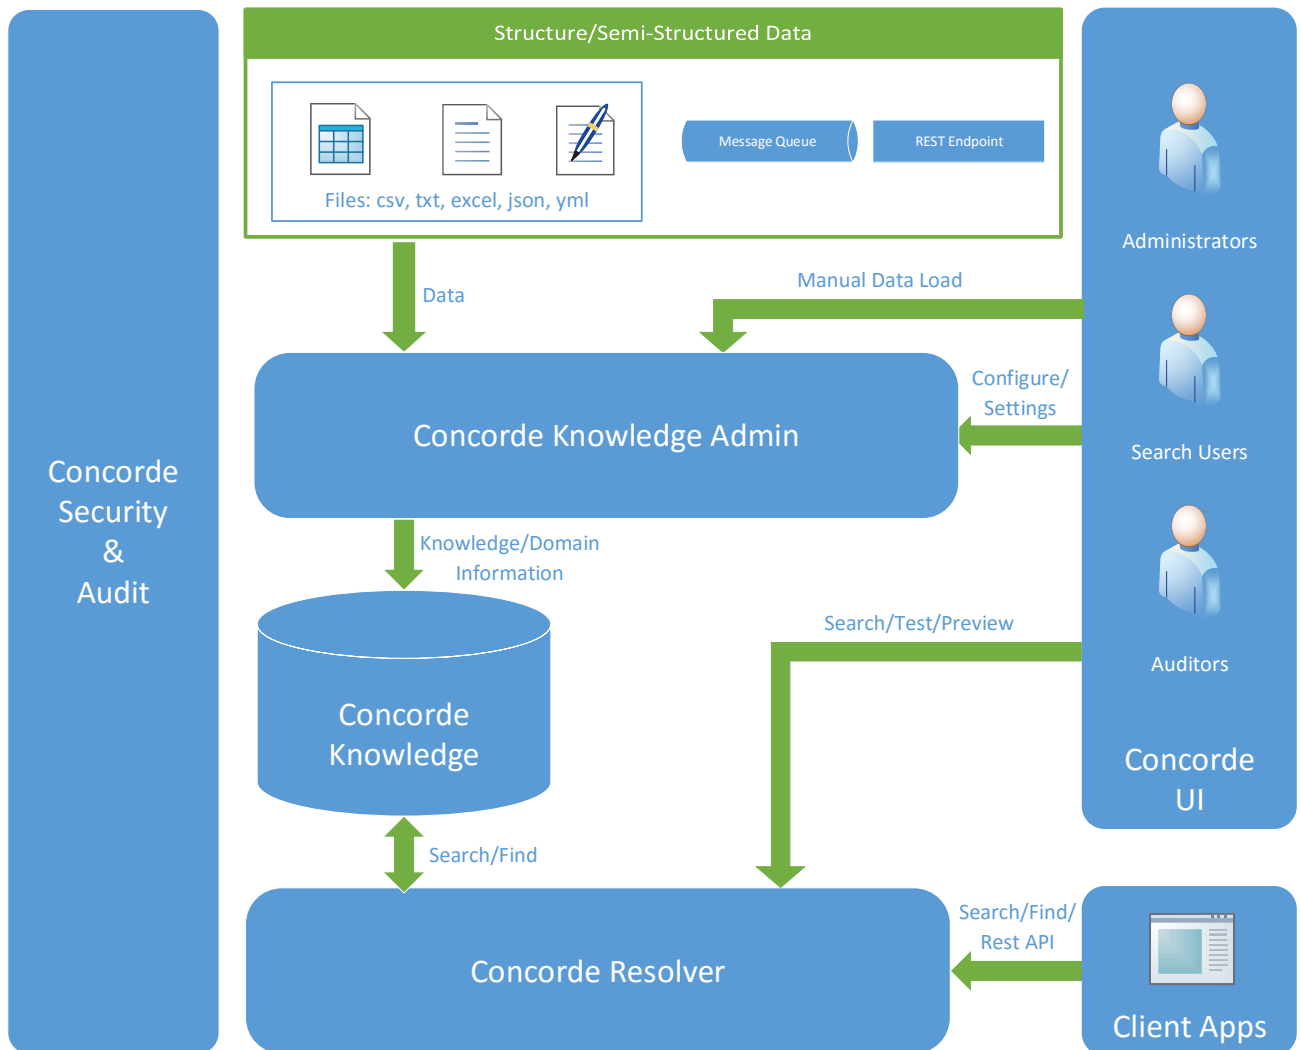 Structure/Semi-Structured Data
Files: csv, txt, excel, json, yml
Message Queue
REST Endpoint
Administrators
Search Users
Auditors
Concorde
UI
Data
Manual Data Load
Configure/
Settings
Concorde Knowledge Admin
Concorde
Security
&
Audit
Knowledge/Domain
Information
Search/Test/Preview
Concorde
Knowledge
Search/Find
Search/Find/
Rest API
Concorde Resolver
Client Apps